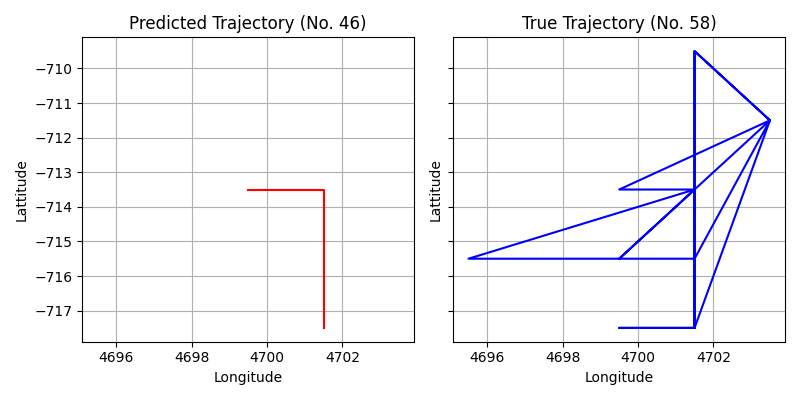 Predicted Trajectory (No. 46)
True Trajectory (No. 58)
−710
−711
−712
−713
−714
−715
−716
−717
Lattitude
4696 4698 4700 4702
Longitude
Lattitude
4696 4698 4700 4702
Longitude